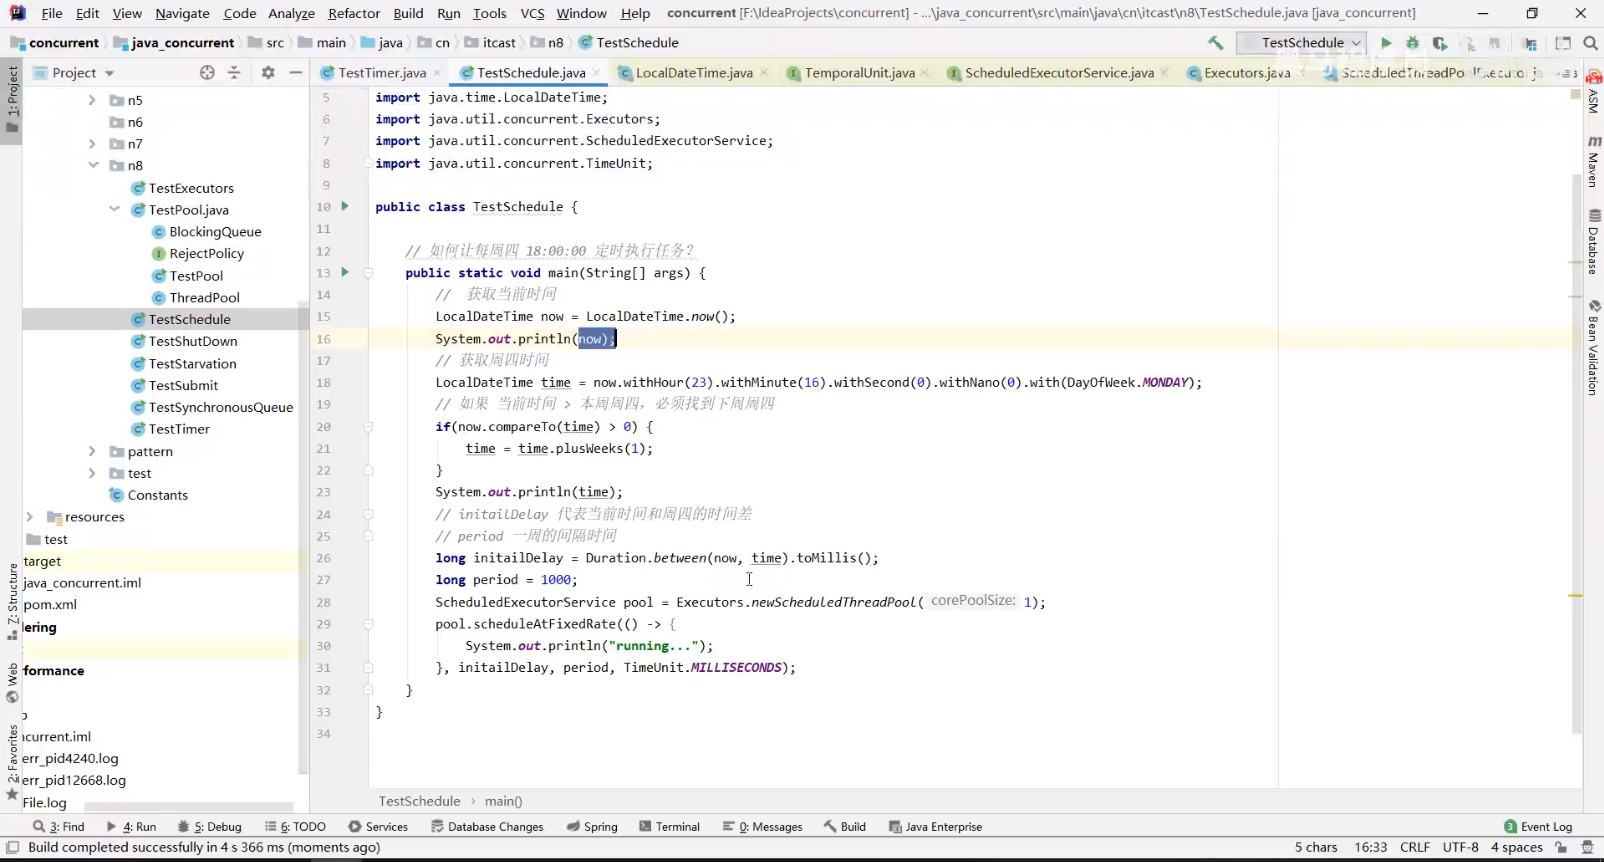 File Edit View Navigate Code Analyze Refactor Build Run Tools VCS Window Help concurrent [F:\IdeaProjects\concurrent] - ...\java_concurrent\src\main\java\cn\itcast\n8\TestSchedule.java [java_concurrent]
concurrent java_concurrent src main java cn itcast n8 TestSchedule TestSchedule
Project TestTimer.java TestSchedule.java LocalDateTime.java TemporalUnit.java ScheduledExecutorService.java Executors.java
1: Project
Z: Structure
Web
2: Favorites
n5
n6
n7
n8
TestExecutors
TestPool.java
BlockingQueue
RejectPolicy
TestPool
ThreadPool
TestSchedule
TestShutDown
TestStarvation
TestSubmit
TestSynchronousQueue
TestTimer
pattern
test
Constants
resources
test
target
java_concurrent.iml
pom.xml
dering
formance
ncurrent.iml
err_pid4240.log
err_pid12668.log
File.log
5 import java.time.LocalDateTime;
6 import java.util.concurrent.Executors;
7 import java.util.concurrent.ScheduledExecutorService;
8 import java.util.concurrent.TimeUnit;
9
10 public class TestSchedule {
11
12 // 如何让每周四 18:00:00 定时执行任务？
13 public static void main(String[] args) {
14 // 获取当前时间
15 LocalDateTime now = LocalDateTime.now();
16 System.out.println(now);
17 // 获取周四时间
18 LocalDateTime time = now.withHour(23).withMinute(16).withSecond(0).withNano(0).with(DayOfWeek.MONDAY);
19 // 如果 当前时间 > 本周周四，必须找到下周周四
20 if(now.compareTo(time) > 0) {
21 time = time.plusWeeks(1);
22 }
23 System.out.println(time);
24 // initailDelay 代表当前时间和周四的时间差
25 // period 一周的间隔时间
26 long initailDelay = Duration.between(now, time).toMillis();
27 long period = 1000;
28 ScheduledExecutorService pool = Executors.newScheduledThreadPool( corePoolSize: 1);
29 pool.scheduleAtFixedRate(() -> {
30 System.out.println("running...");
31 }, initailDelay, period, TimeUnit.MILLISECONDS);
32 }
33 }
34
TestSchedule › main()
ASM
Maven
Database
Bean Validation
3: Find 4: Run 5: Debug 6: TODO Services Database Changes Spring Terminal 0: Messages Build Java Enterprise 3 Event Log
Build completed successfully in 4 s 366 ms (moments ago) 5 chars 16:33 CRLF UTF-8 4 spaces